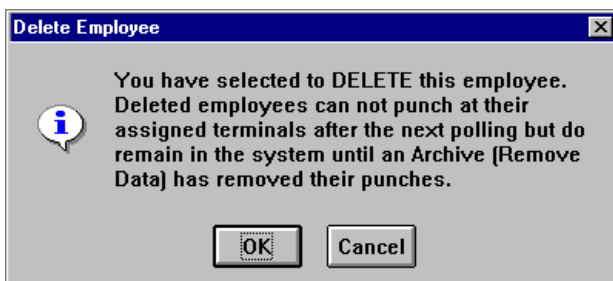 Delete Employee
You have selected to DELETE this employee.
Deleted employees can not punch at their
assigned terminals after the next polling but do
remain in the system until an Archive (Remove
Data) has removed their punches.
OK
Cancel